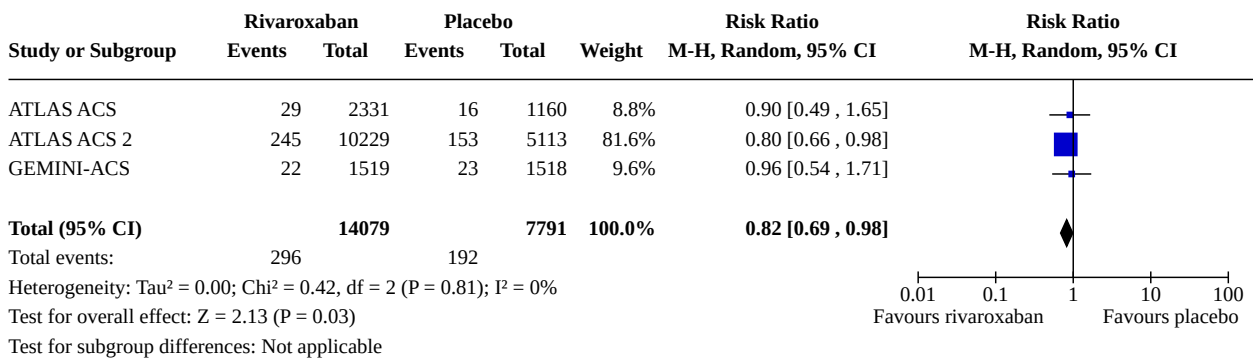 Rivaroxaban Placebo Risk Ratio Risk Ratio
Study or Subgroup Events Total Events Total Weight M-H, Random, 95% CI M-H, Random, 95% CI
ATLAS ACS 29 2331 16 1160 8.8% 0.90 [0.49 , 1.65]
ATLAS ACS 2 245 10229 153 5113 81.6% 0.80 [0.66 , 0.98]
GEMINI-ACS 22 1519 23 1518 9.6% 0.96 [0.54 , 1.71]
Total (95% CI) 14079 7791 100.0% 0.82 [0.69 , 0.98]
Total events: 296 192
Heterogeneity: Tau² = 0.00; Chi² = 0.42, df = 2 (P = 0.81); I² = 0%
0.01 0.1 1 10 100
Test for overall effect: Z = 2.13 (P = 0.03) Favours rivaroxaban Favours placebo
Test for subgroup differences: Not applicable